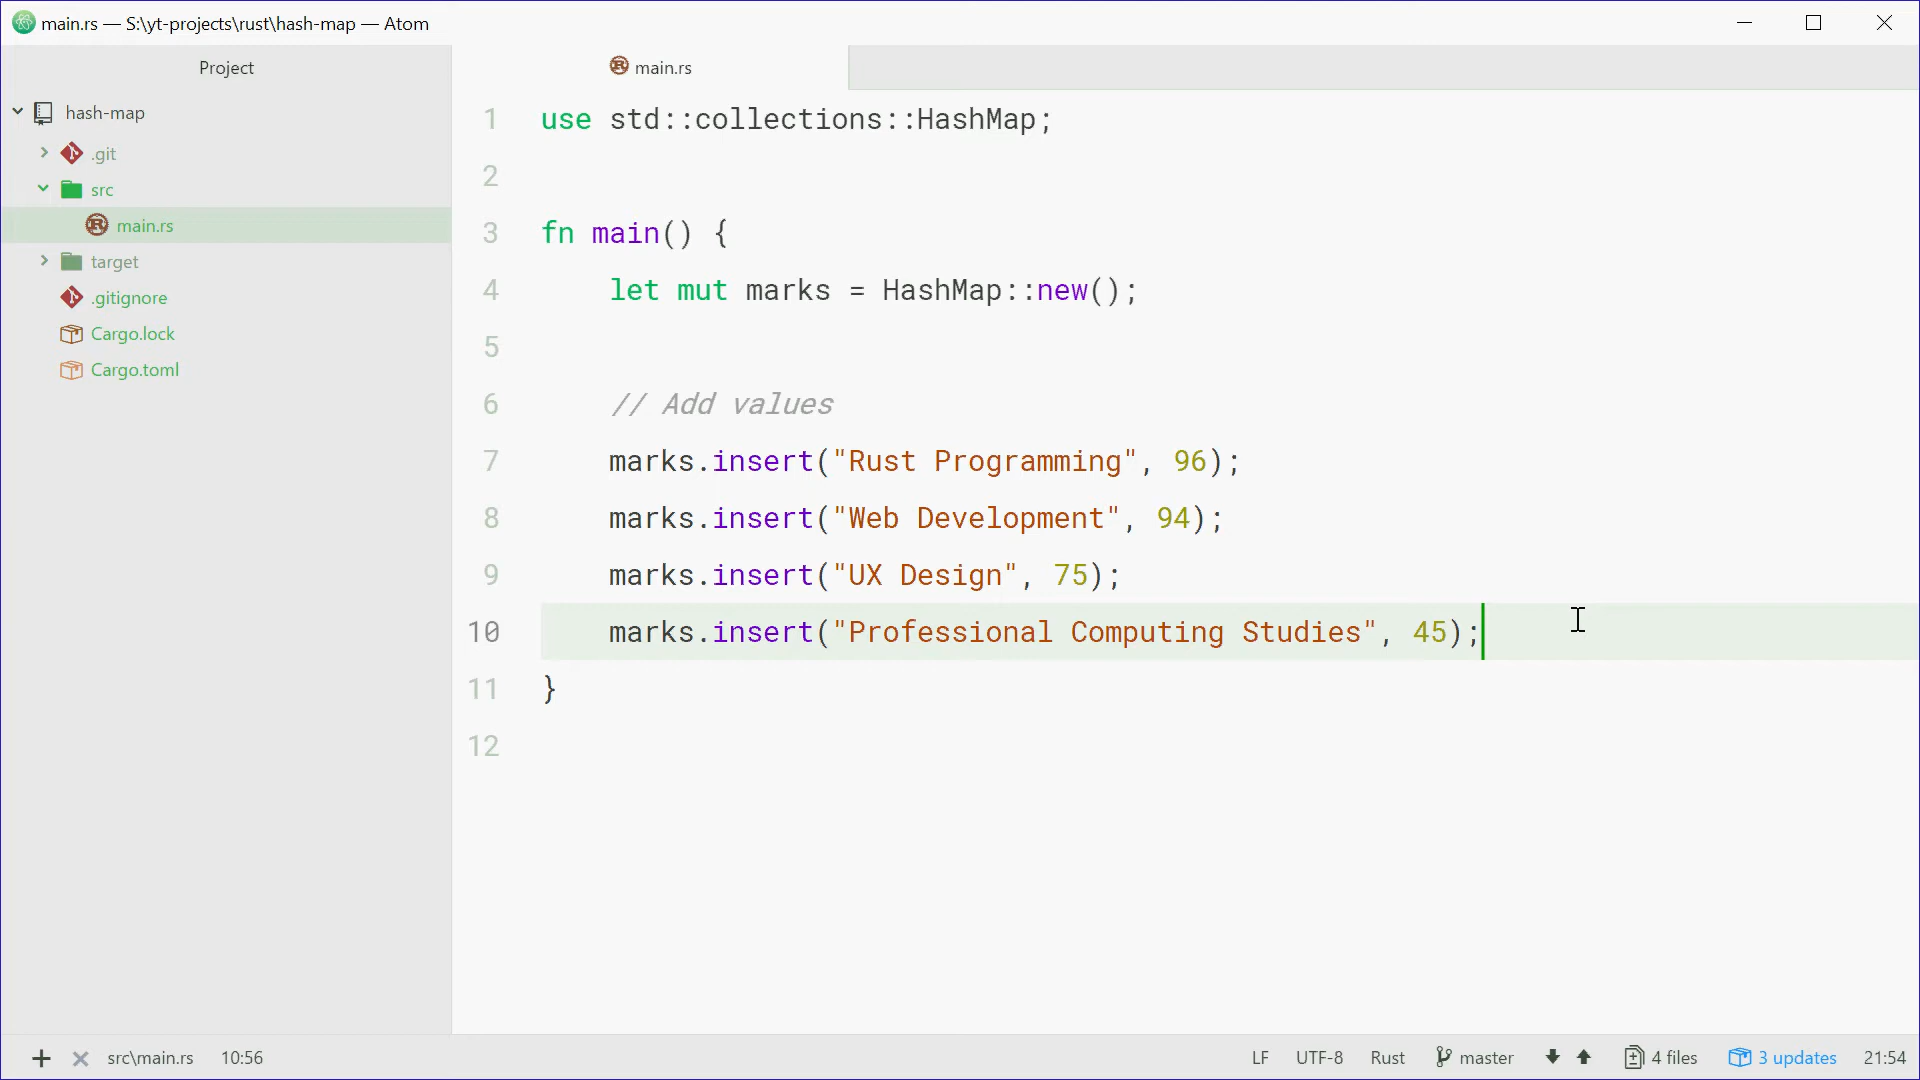 main.rs — S:\yt-projects\rust\hash-map — Atom
Project
hash-map
.git
src
main.rs
target
.gitignore
Cargo.lock
Cargo.toml
main.rs
1 use std::collections::HashMap;
2
3 fn main() {
4 let mut marks = HashMap::new();
5
6 // Add values
7 marks.insert("Rust Programming", 96);
8 marks.insert("Web Development", 94);
9 marks.insert("UX Design", 75);
10 marks.insert("Professional Computing Studies", 45);
11 }
12
src\main.rs 10:56 LF UTF-8 Rust master 4 files 3 updates 21:54